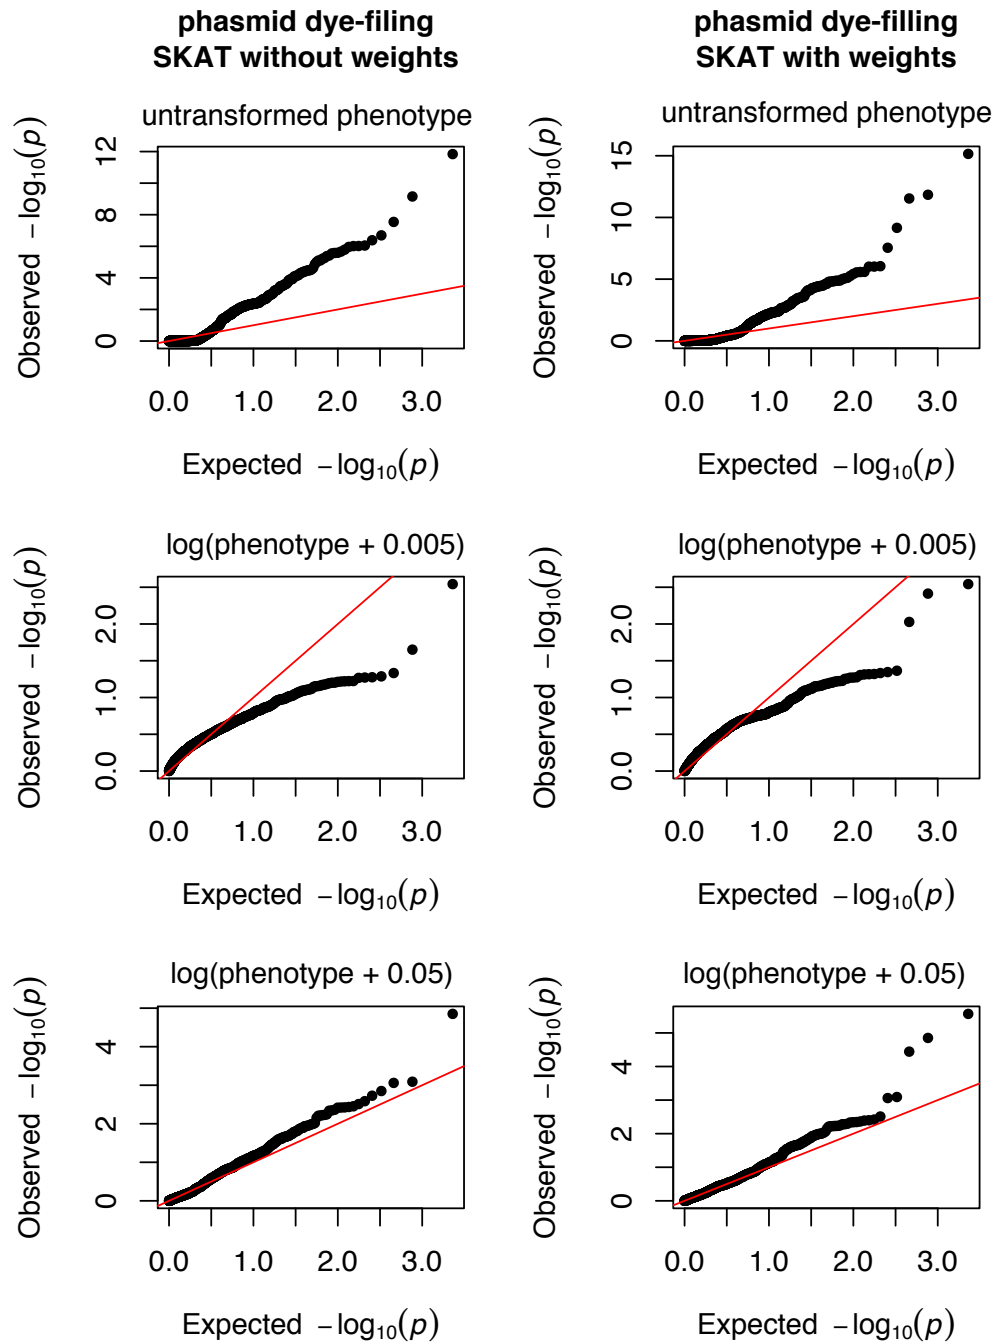 phasmid dye-filing
SKAT without weights
untransformed phenotype
Observed −log₁₀(p)
12
8
4
0
0.0 1.0 2.0 3.0
Expected −log₁₀(p)
phasmid dye-filling
SKAT with weights
untransformed phenotype
Observed −log₁₀(p)
15
10
5
0
0.0 1.0 2.0 3.0
Expected −log₁₀(p)
log(phenotype + 0.005)
Observed −log₁₀(p)
2.0
1.0
0.0
0.0 1.0 2.0 3.0
Expected −log₁₀(p)
log(phenotype + 0.005)
Observed −log₁₀(p)
2.0
1.0
0.0
0.0 1.0 2.0 3.0
Expected −log₁₀(p)
log(phenotype + 0.05)
Observed −log₁₀(p)
4
2
0
0.0 1.0 2.0 3.0
Expected −log₁₀(p)
log(phenotype + 0.05)
Observed −log₁₀(p)
4
2
0
0.0 1.0 2.0 3.0
Expected −log₁₀(p)